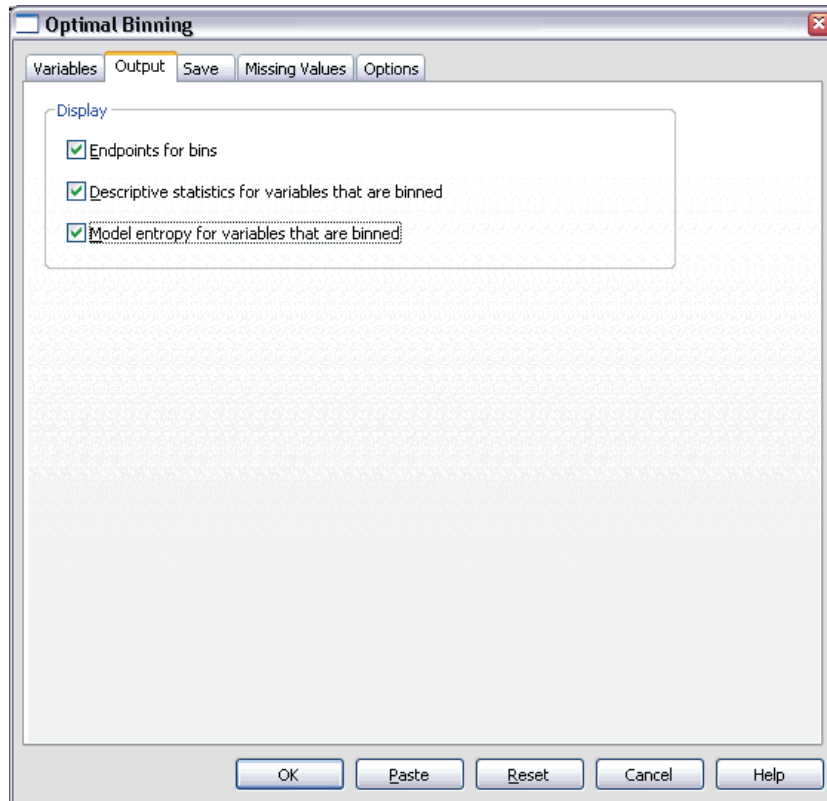 Optimal Binning
Variables Output Save Missing Values Options
Display
Endpoints for bins
Descriptive statistics for variables that are binned
Model entropy for variables that are binned
OK Paste Reset Cancel Help